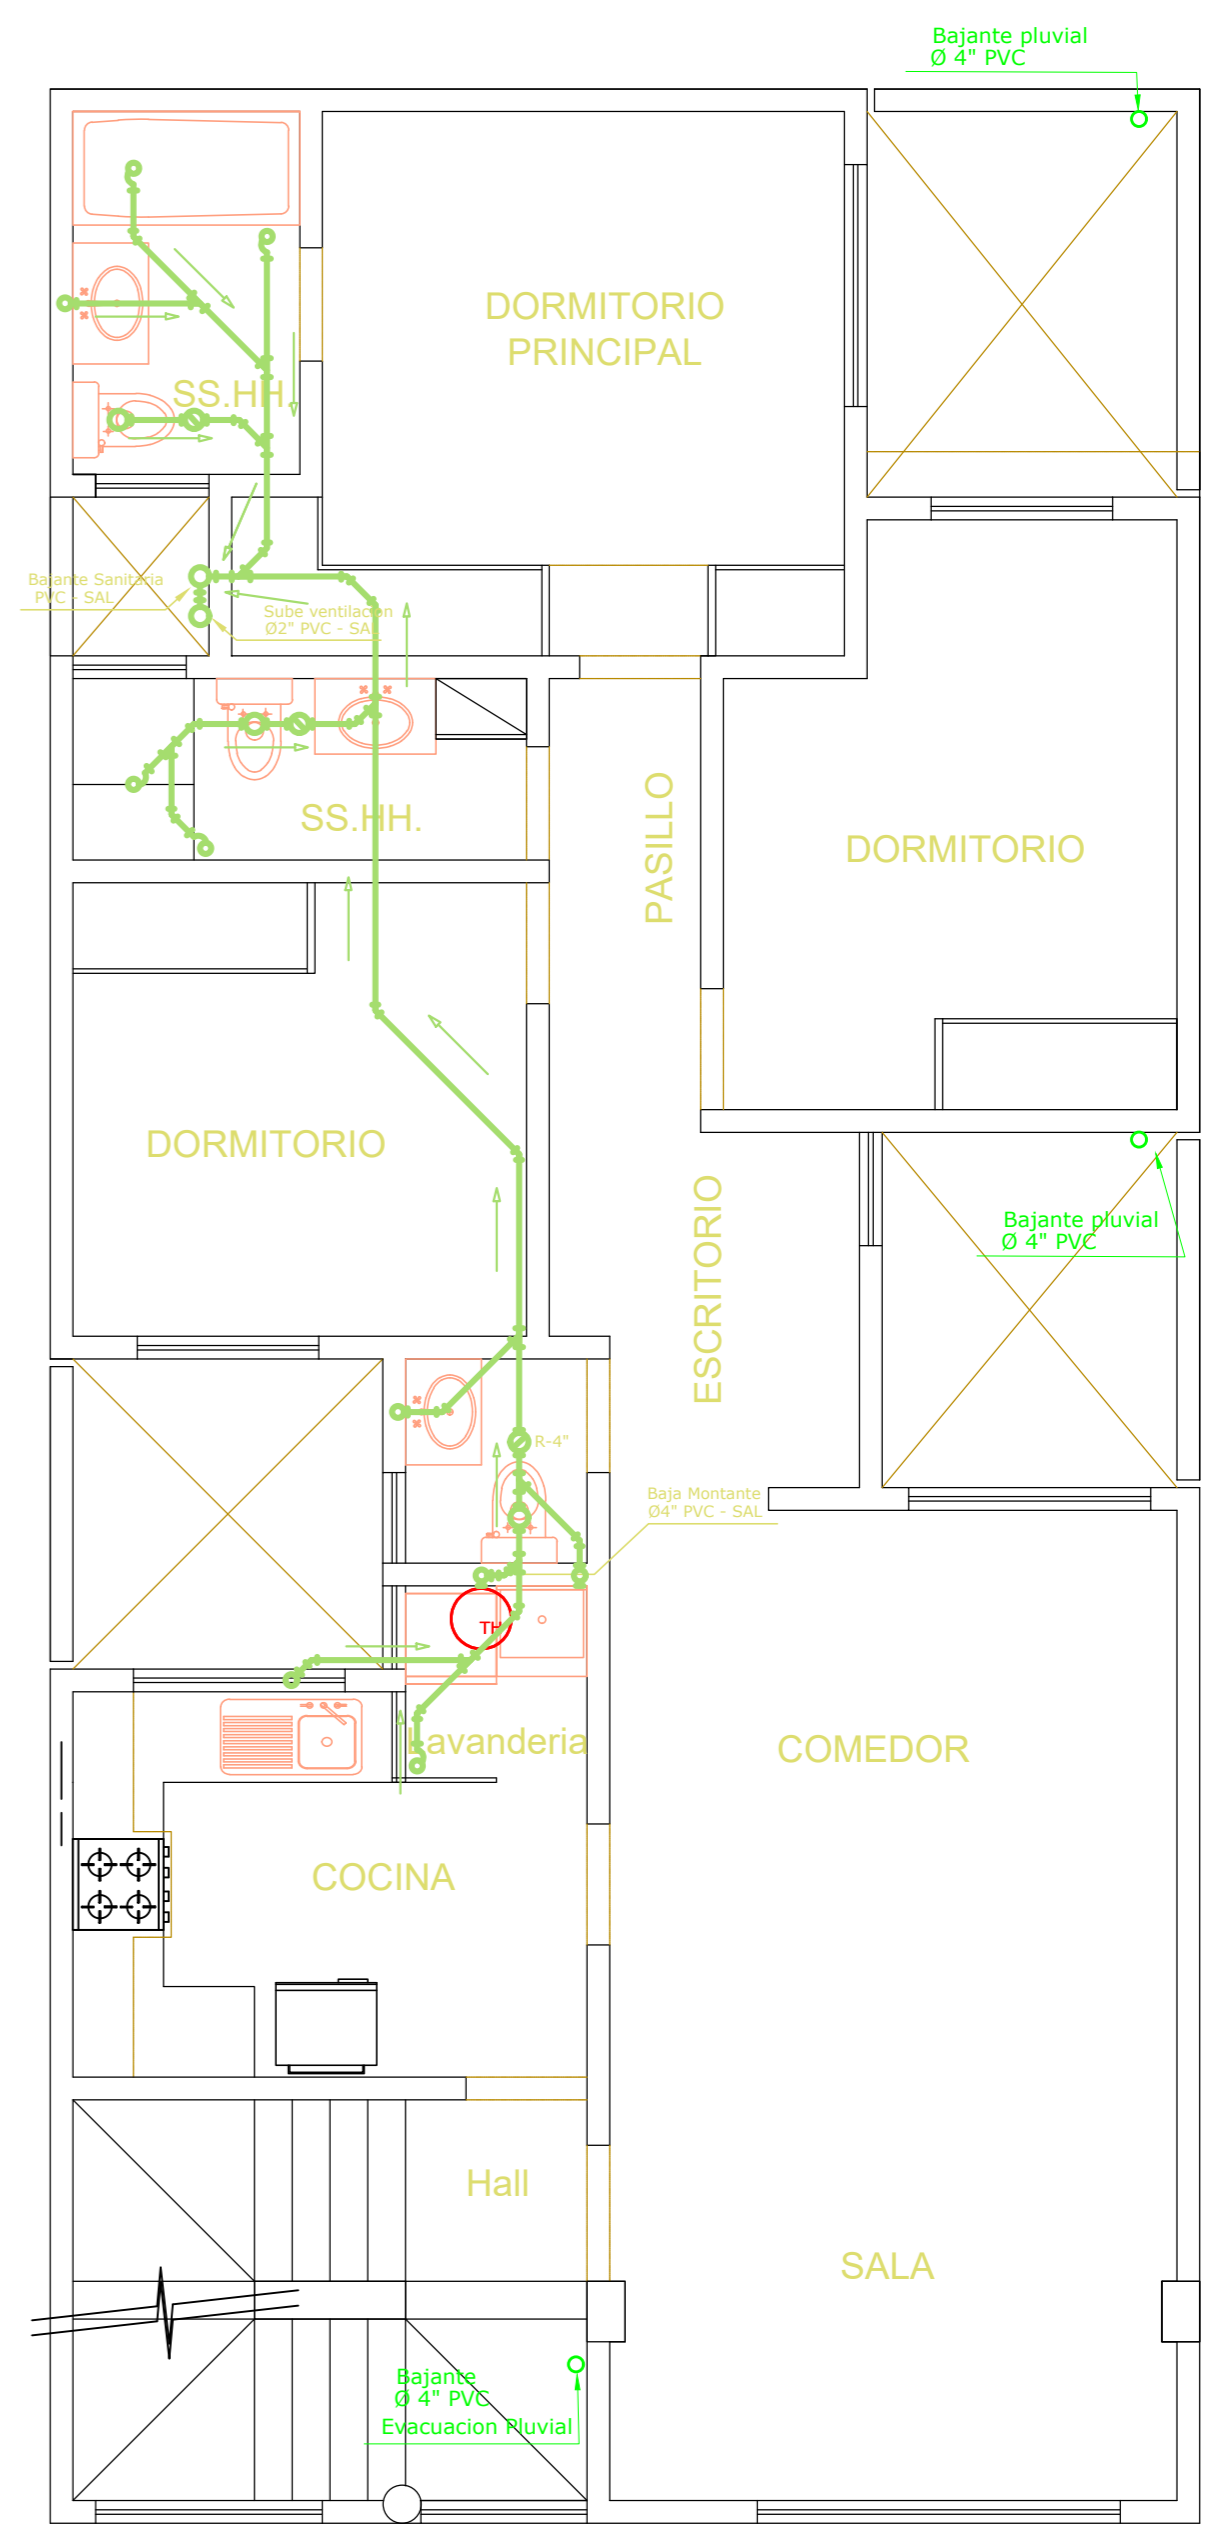 Bajante pluvial
Ø 4" PVC
DORMITORIO
PRINCIPAL
SS.HH.
Bajante Sanitaria
PVC - SAL
Sube ventilacion
Ø2" PVC - SAL
SS.HH.
PASILLO
DORMITORIO
DORMITORIO
ESCRITORIO
Bajante pluvial
Ø 4" PVC
R-4"
Baja Montante
Ø4" PVC - SAL
TH
Lavanderia
COMEDOR
COCINA
Hall
SALA
Bajante
Ø 4" PVC
Evacuacion Pluvial